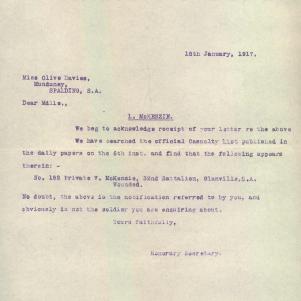 18th January, 1917.
Miss Olive Davies,
Mundunney,
SPALDING, S.A.
Dear Mdlle.,
L. McKENZIE.
We beg to acknowledge receipt of your letter re the above
We have searched the official Casualty List published in
the daily papers on the 6th inst. and find that the following appears
therein: -
No. 182 Private V. McKenzie, 32nd Battalion, Glanville, S.A.
Wounded.
No doubt, the above is the notification referred to by you, and
obviously is not the soldier you are enquiring about.
Yours faithfully,
Honorary Secretary.